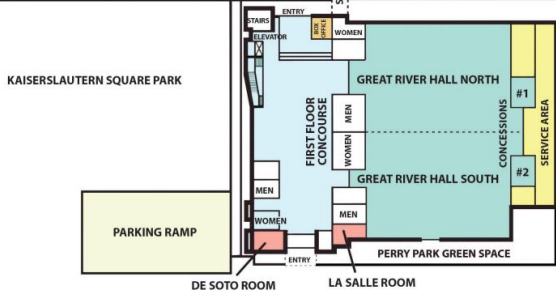 ENTRY
S
STAIRS
BOX
OFFICE
WOMEN
ELEVATOR
KAISERSLAUTERN SQUARE PARK
GREAT RIVER HALL NORTH
#1
MEN
FIRST FLOOR
CONCOURSE
CONCESSIONS
SERVICE AREA
WOMEN
GREAT RIVER HALL SOUTH
#2
MEN
MEN
WOMEN
PARKING RAMP
PERRY PARK GREEN SPACE
ENTRY
DE SOTO ROOM
LA SALLE ROOM